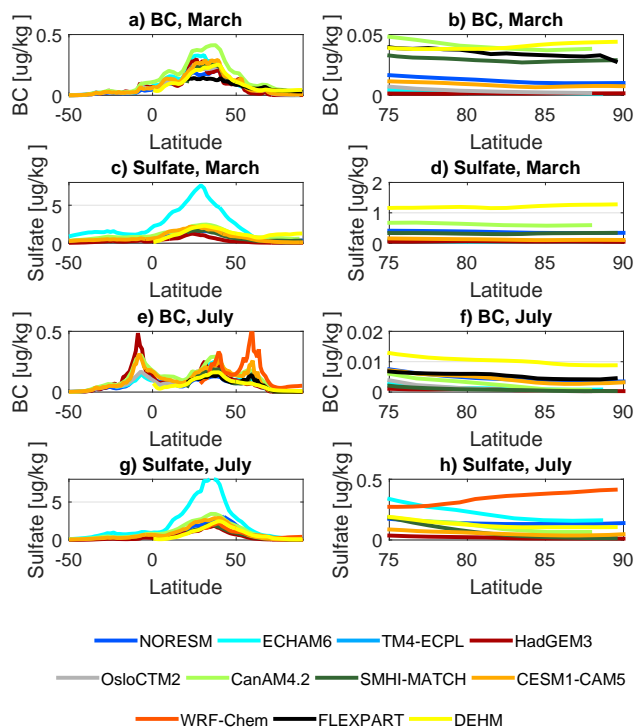 a) BC, March
b) BC, March
BC [ug/kg]
0.5
0
-50 0 50
Latitude
BC [ug/kg]
0.05
0
75 80 85 90
Latitude
c) Sulfate, March
d) Sulfate, March
Sulfate [ug/kg ]
5
0
-50 0 50
Latitude
Sulfate [ug/kg ]
2
1
0
75 80 85 90
Latitude
e) BC, July
f) BC, July
BC [ug/kg ]
0.5
0
-50 0 50
Latitude
BC [ug/kg ]
0.02
0.01
0
75 80 85 90
Latitude
g) Sulfate, July
h) Sulfate, July
Sulfate [ug/kg ]
5
0
-50 0 50
Latitude
Sulfate [ug/kg ]
0.5
0
75 80 85 90
Latitude
NORESM ECHAM6 TM4-ECPL HadGEM3
OsloCTM2 CanAM4.2 SMHI-MATCH CESM1-CAM5
WRF-Chem FLEXPART DEHM